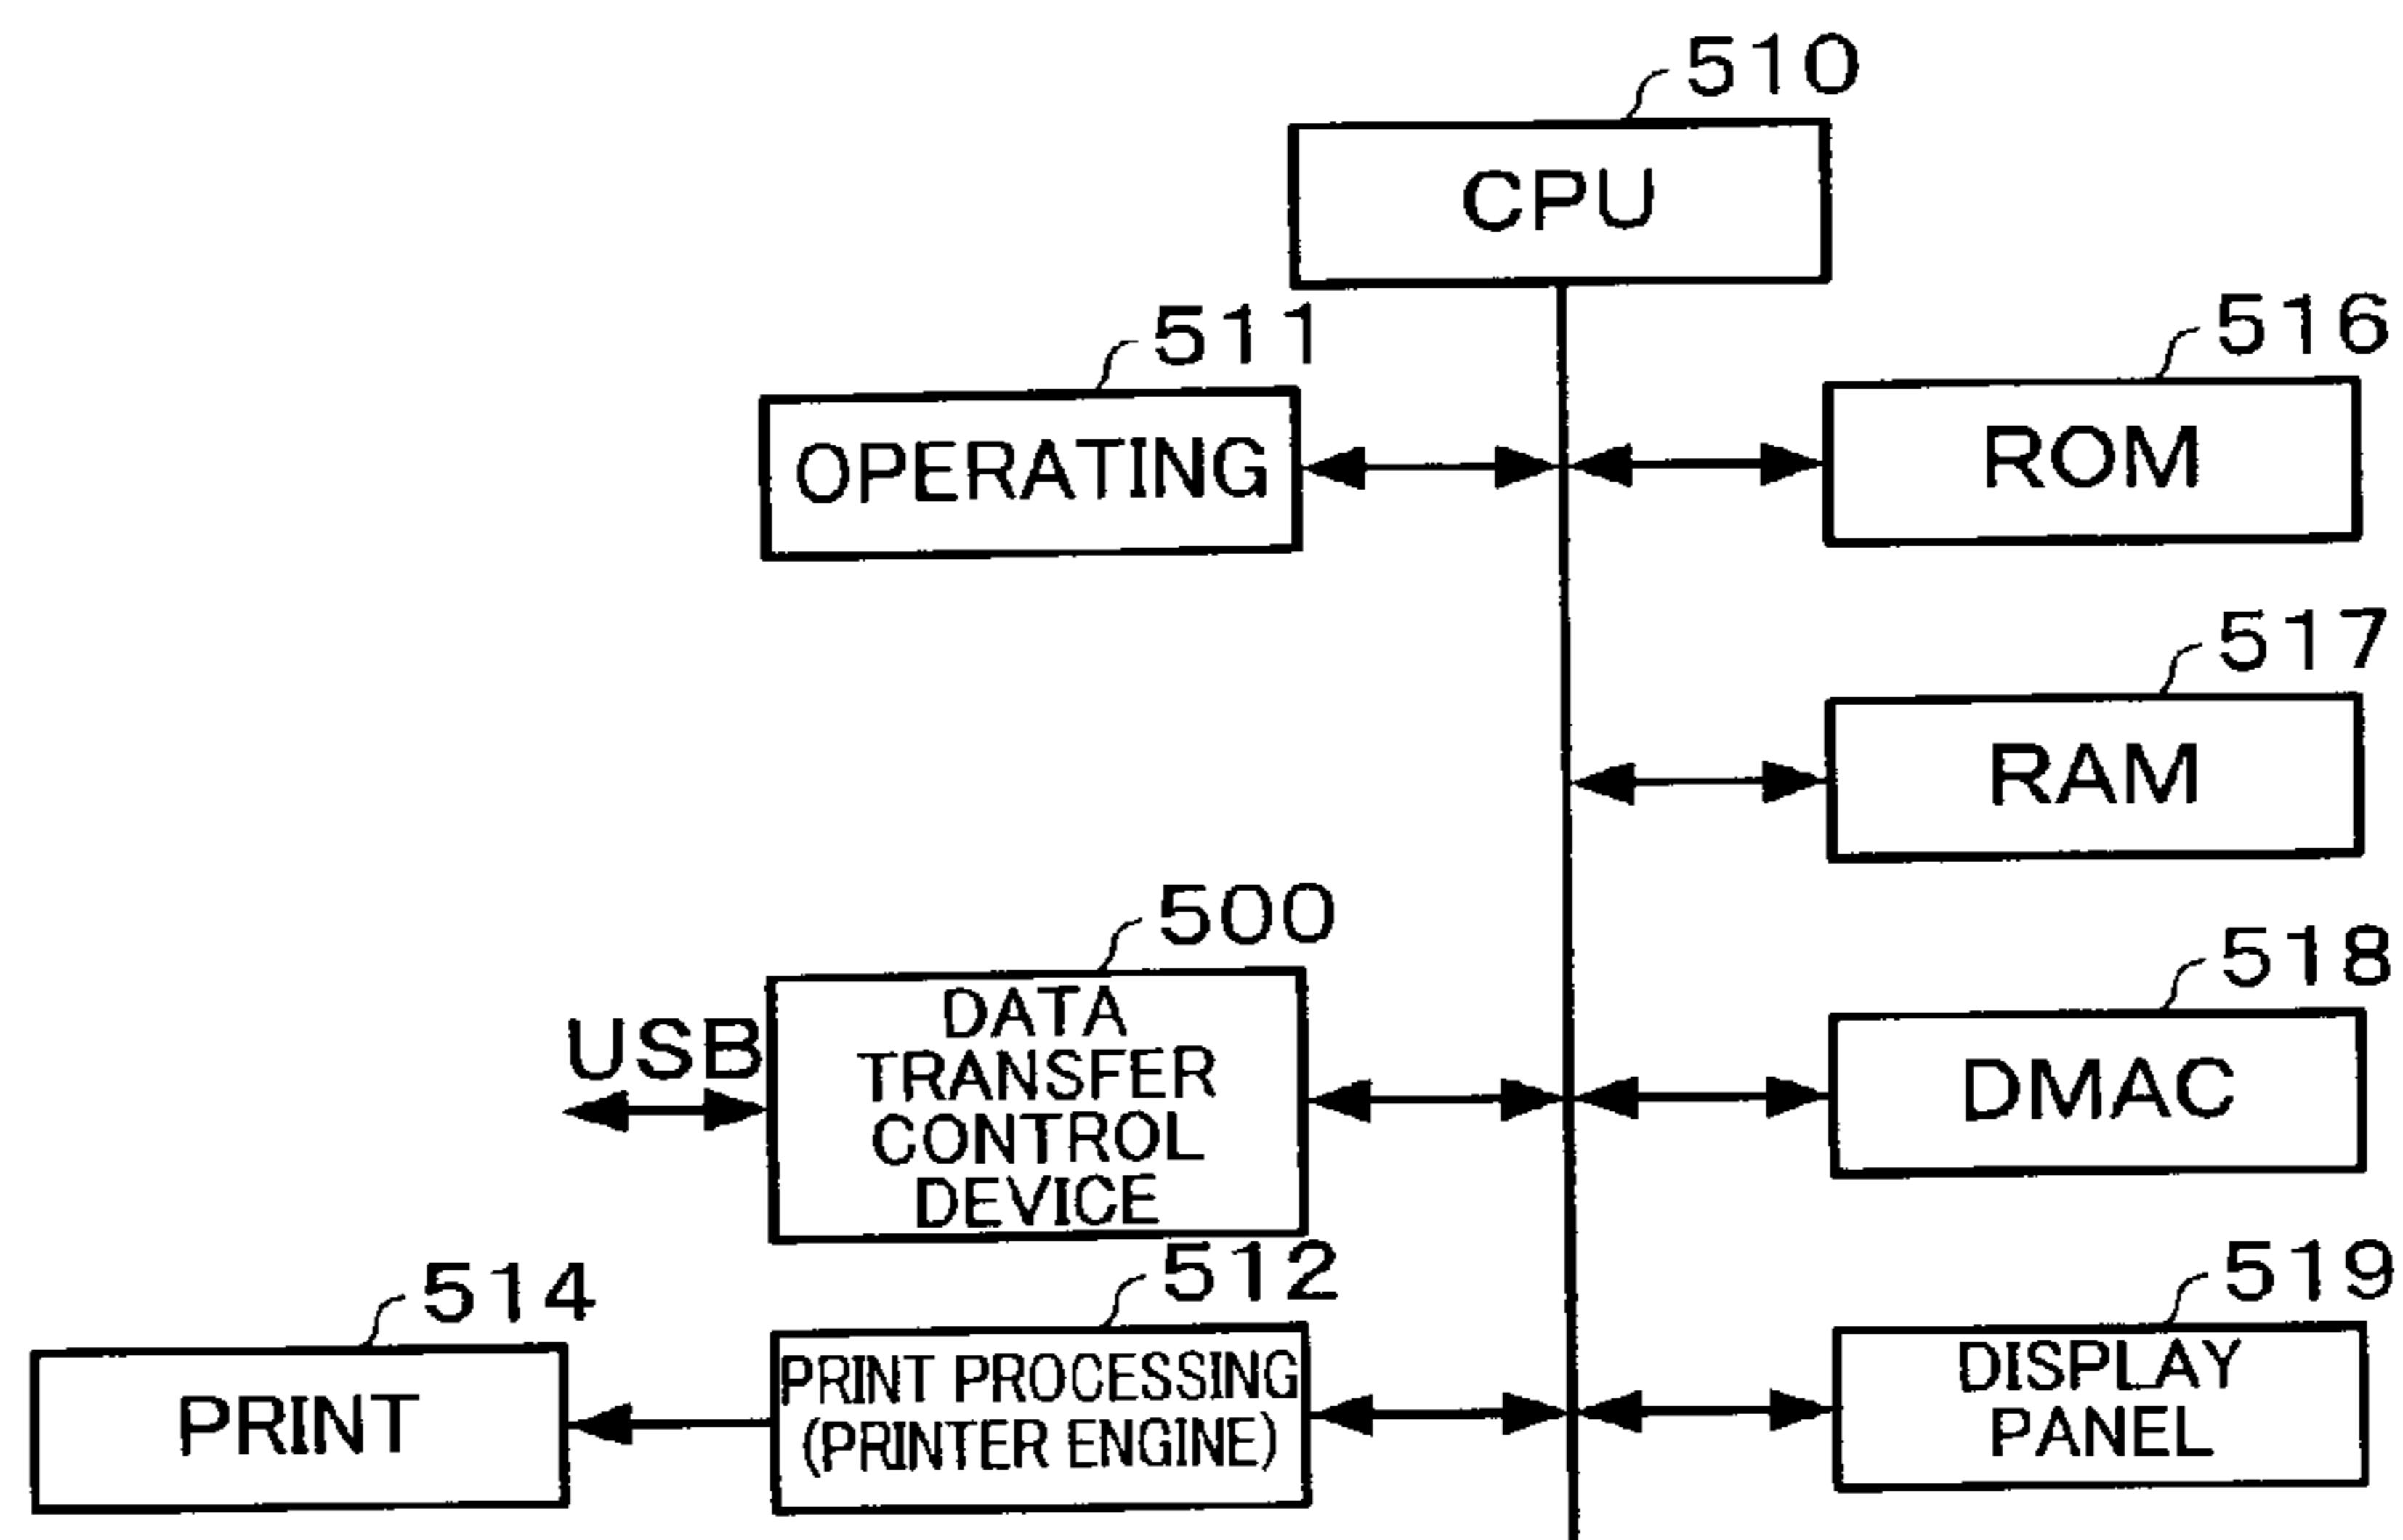 510
CPU
511
OPERATING
516
ROM
517
RAM
500
DATA
TRANSFER
CONTROL
DEVICE
USB
518
DMAC
514
PRINT
512
PRINT PROCESSING
(PRINTER ENGINE)
519
DISPLAY
PANEL